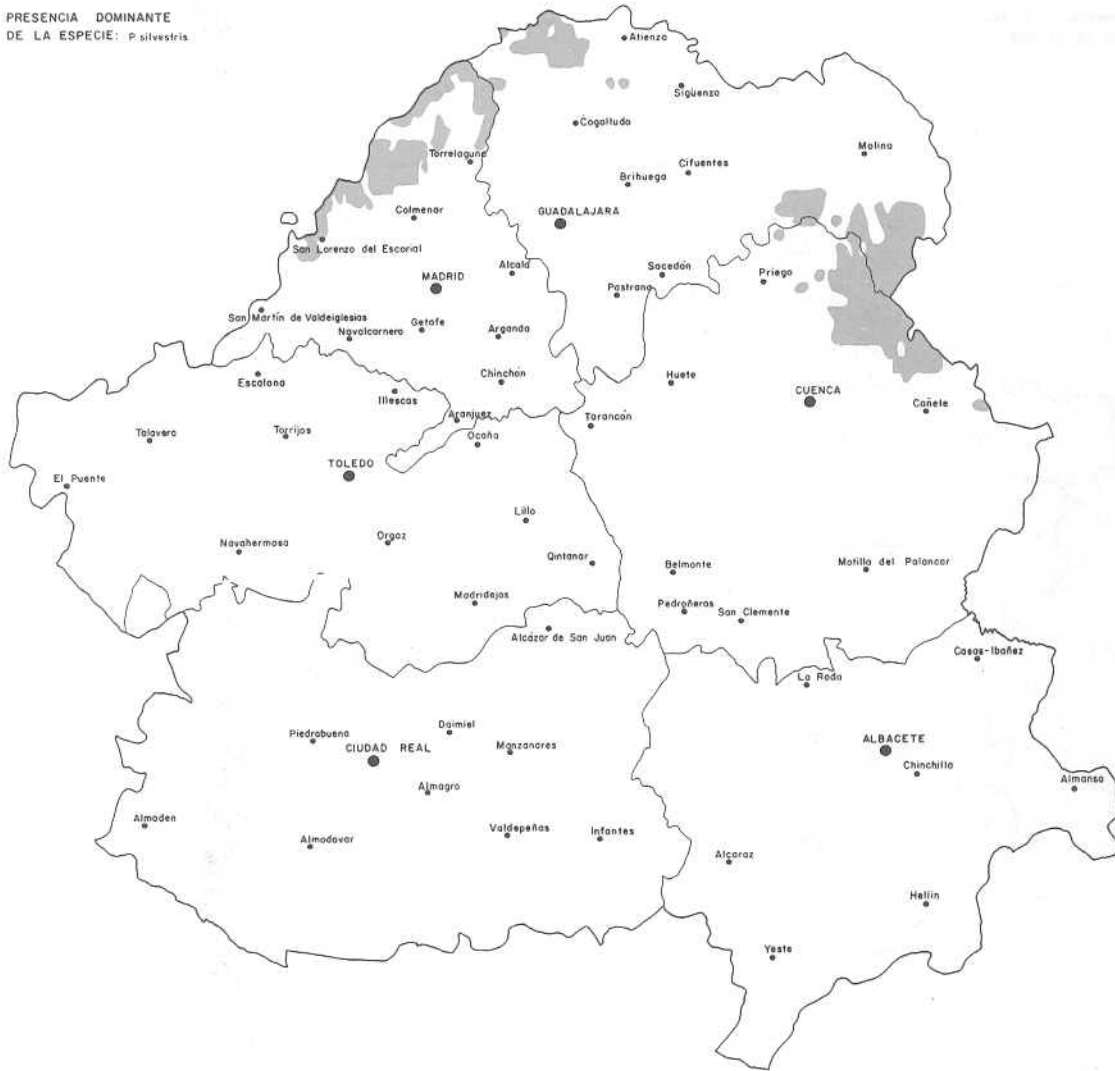 PRESENCIA DOMINANTE
DE LA ESPECIE: P. silvestris
Atienza
Sigüenza
Cogolludo
Molina
Torrelaguna
Cifuentes
Brihuega
Colmenar
GUADALAJARA
San Lorenzo del Escorial
Alcala
Sacedón
Priego
MADRID
Pastrana
San Martín de Valdeiglesias
Getafe
Navalcarnero
Arganda
Escalona
Chinchón
Huete
CUENCA
Illescas
Cañete
Aranjuez
Tarancón
Talavera
Torrijos
Ocaña
TOLEDO
El Puente
Lillo
Navahermosa
Orgaz
Qintanar
Belmonte
Motilla del Palancar
Madridejos
Pedroñeras
San Clemente
Alcázar de San Juan
Casas-Ibañez
La Roda
Piedrabuena
Daimiel
CIUDAD REAL
Manzanares
ALBACETE
Chinchilla
Almansa
Almagro
Almaden
Almodovar
Valdepeñas
Infantes
Alcaraz
Hellin
Yeste